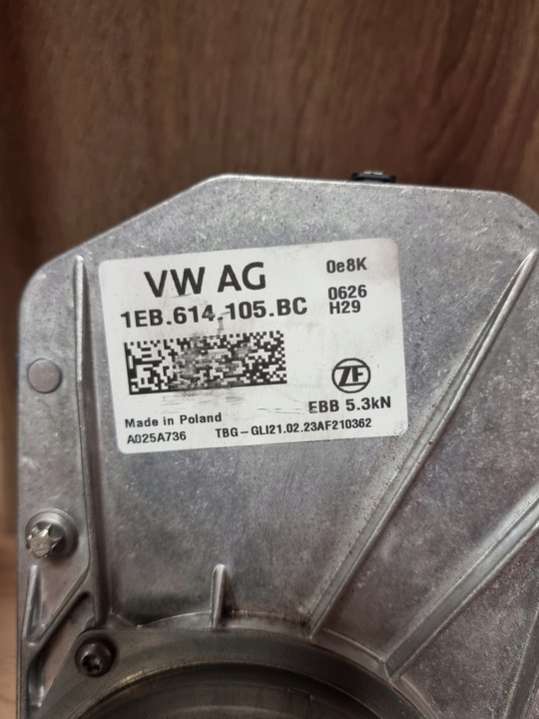 VW AG
0e8K
1EB.614.105.BC
0626
H29
ZF
EBB 5.3kN
Made in Poland
A025A736
TBG-GLI21.02.23AF210362